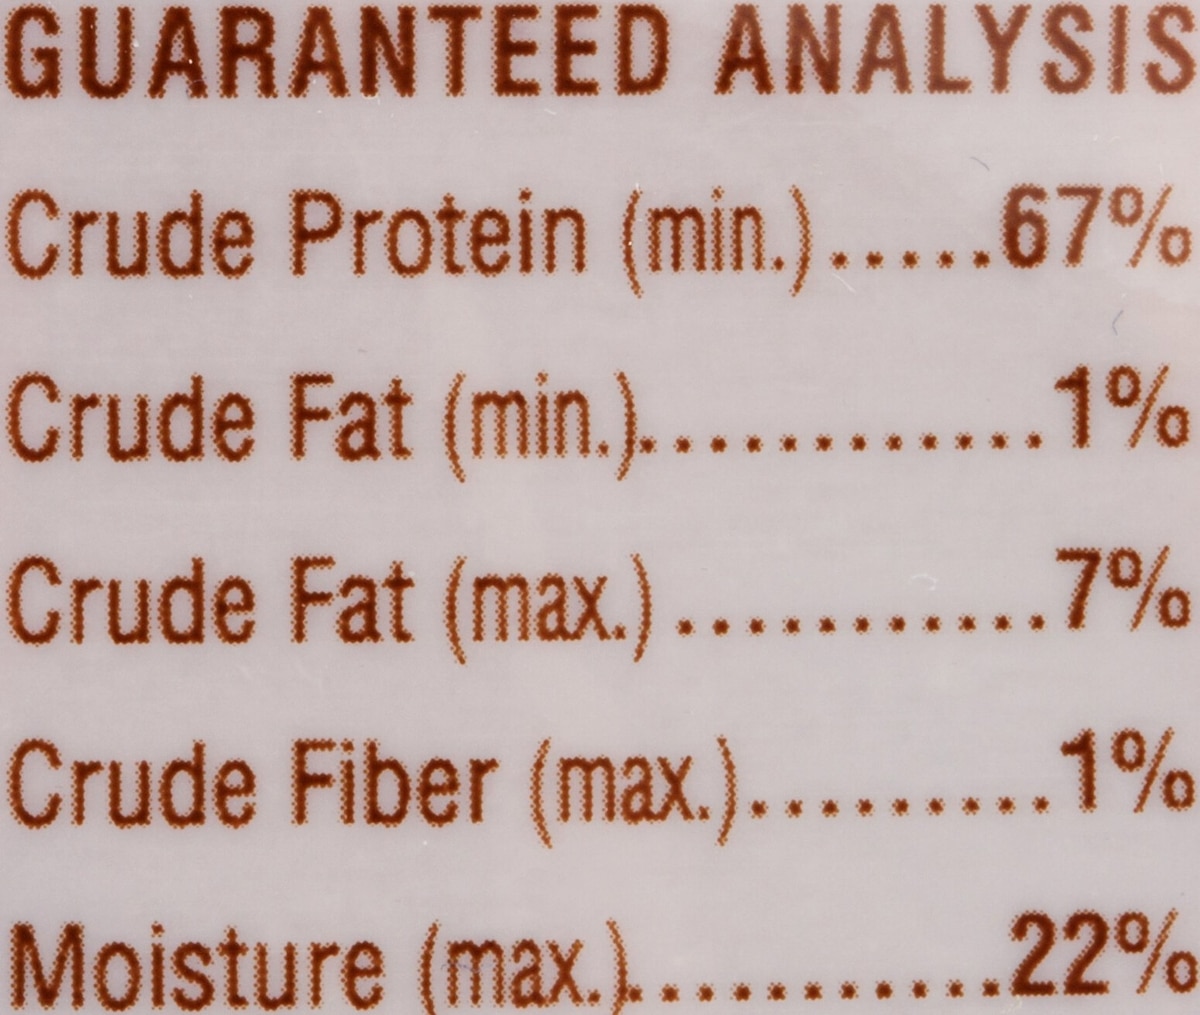 GUARANTEED ANALYSIS
Crude Protein (min.) .....67%
Crude Fat (min.)............ 1%
Crude Fat (max.) ...........7%
Crude Fiber (max.).........1%
Moisture (max.)...........22%